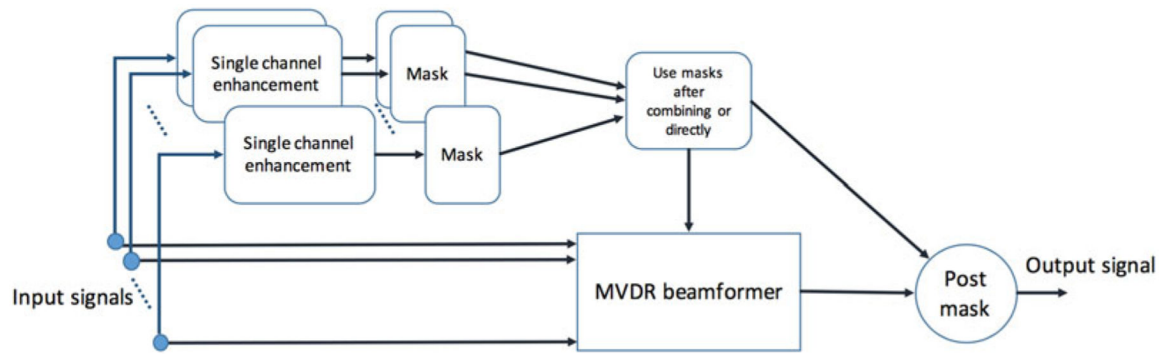 Single channel
enhancement
Mask
Use masks
after
combining or
directly
Single channel
enhancement
Mask
Input signals
MVDR beamformer
Post
mask
Output signal